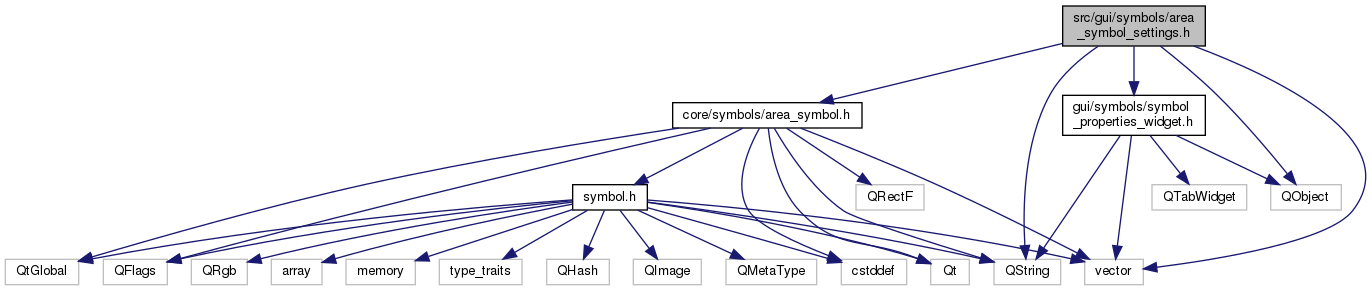 src/gui/symbols/area
_symbol_settings.h
core/symbols/area_symbol.h
gui/symbols/symbol
_properties_widget.h
symbol.h
QRectF
QTabWidget
QObject
QtGlobal
QFlags
QRgb
array
memory
type_traits
QHash
QImage
QMetaType
cstddef
Qt
QString
vector